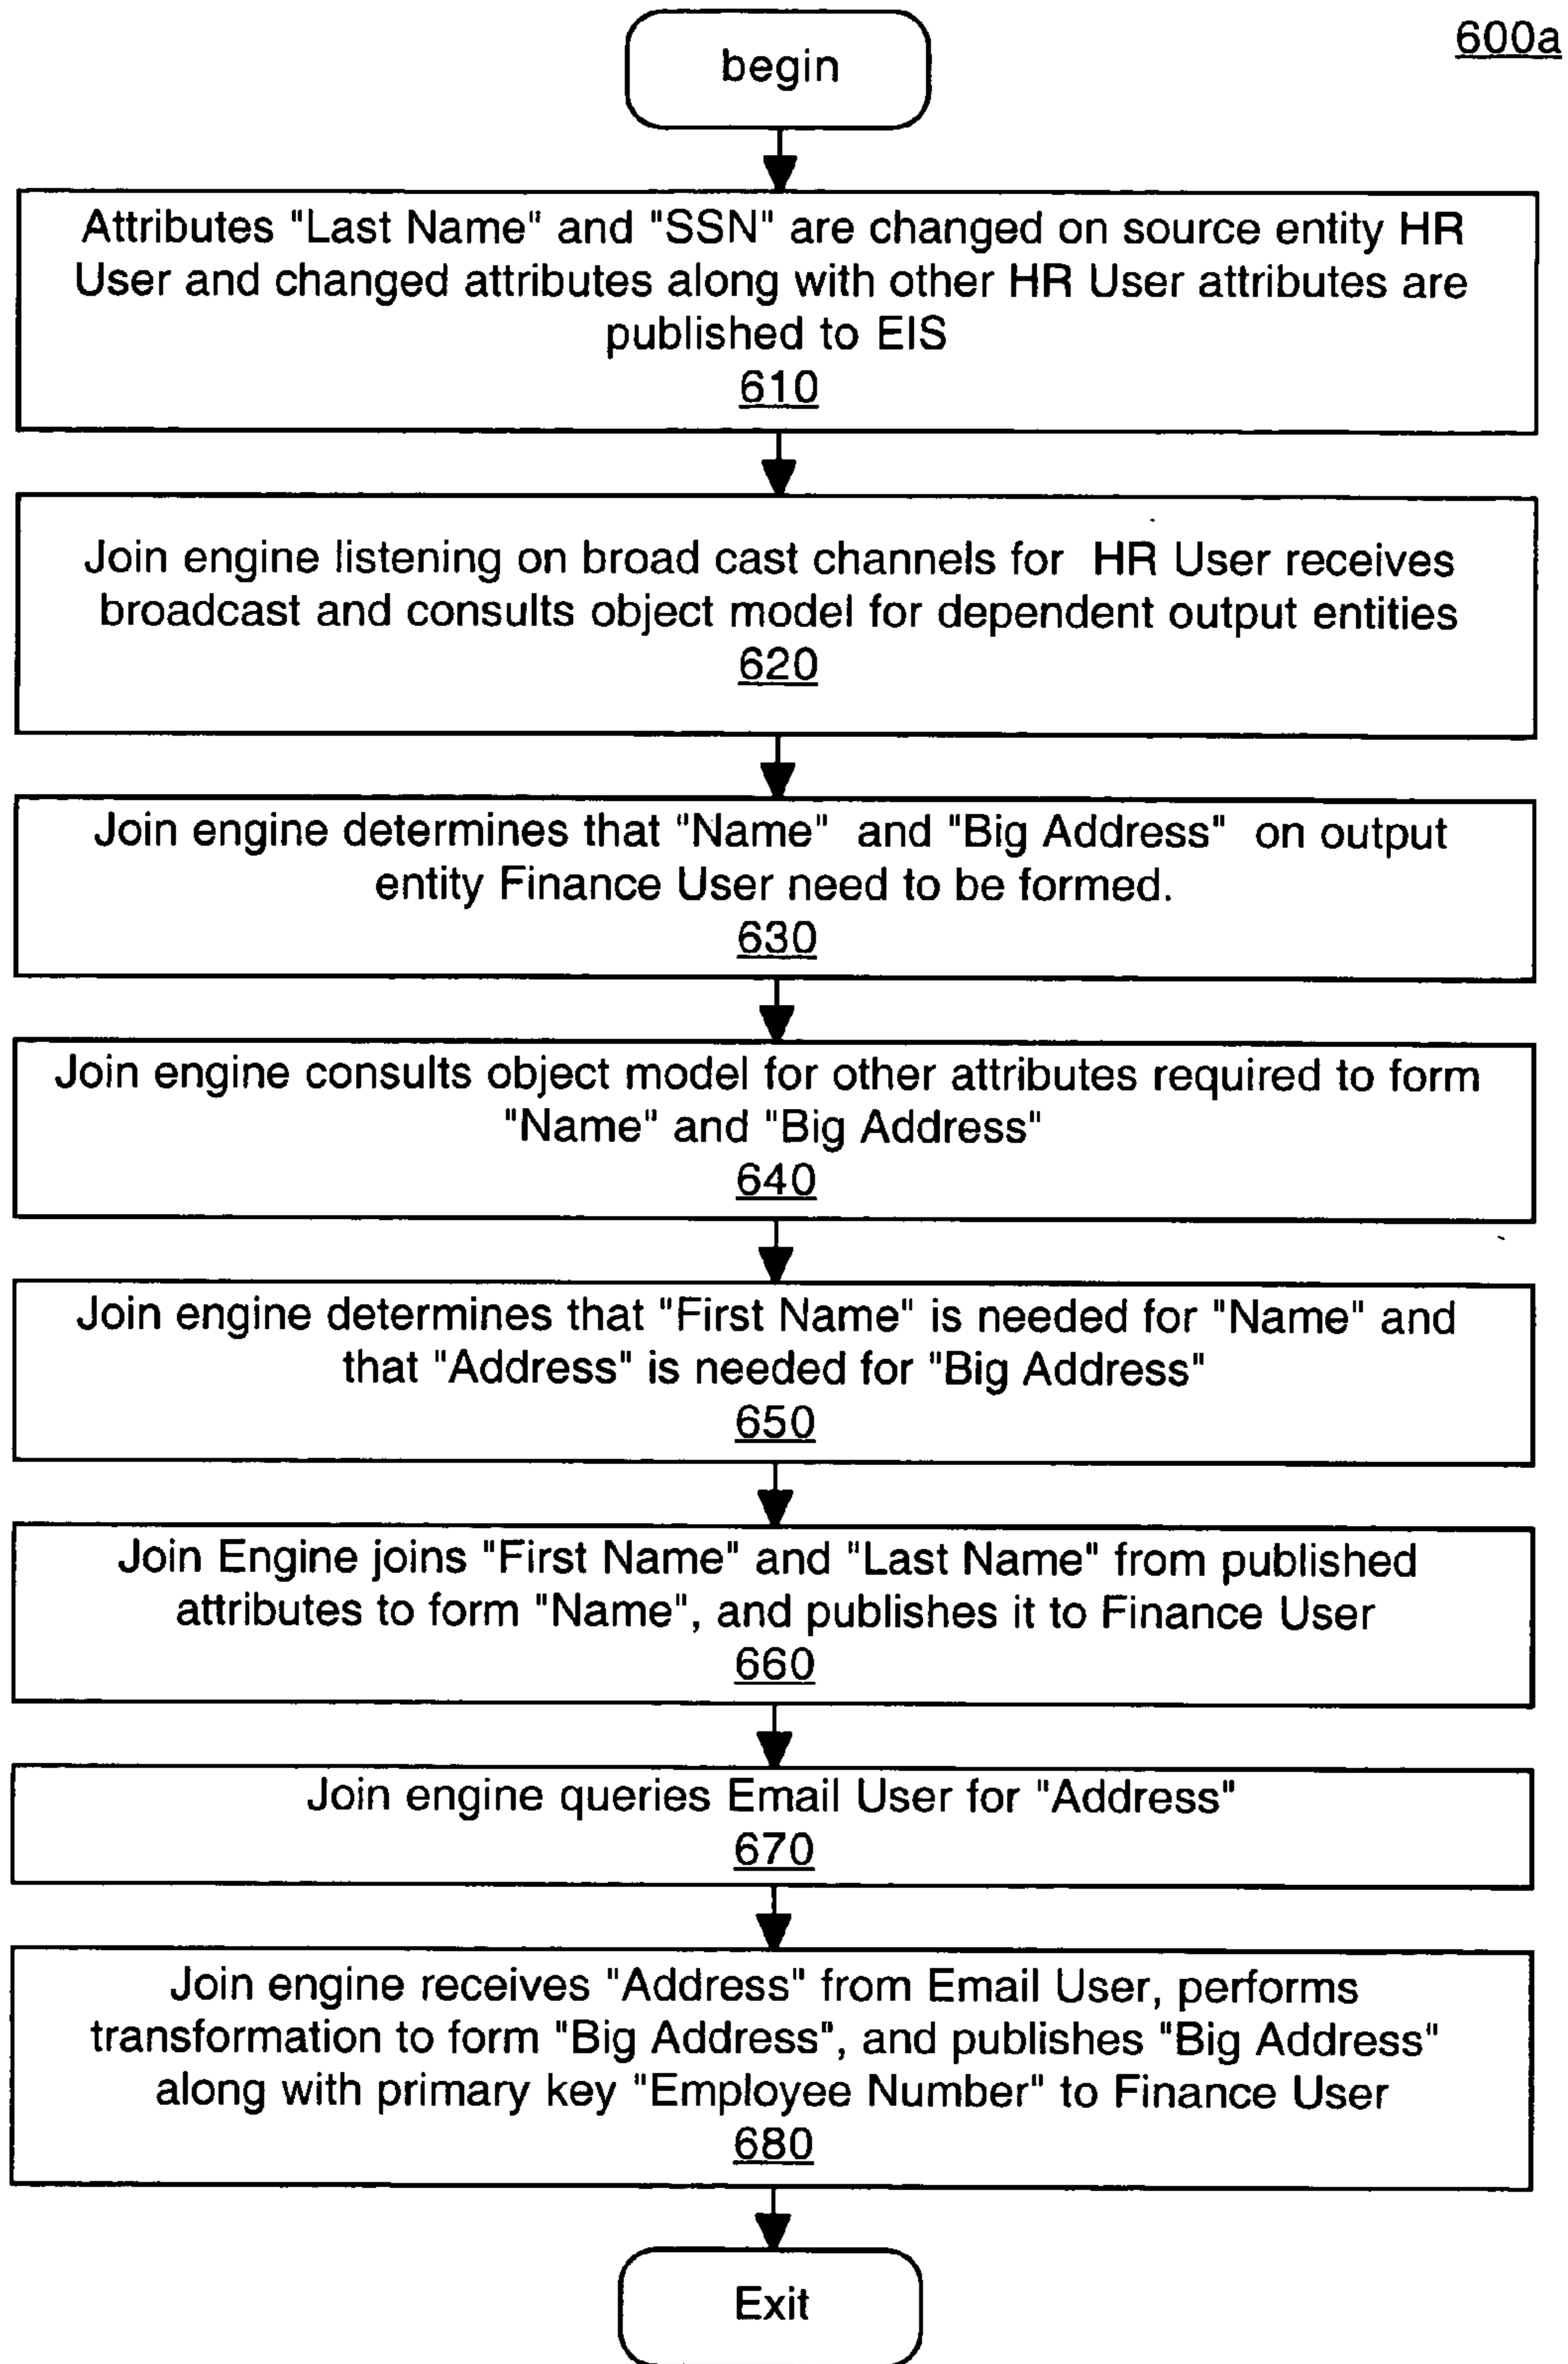 600a
begin
Attributes "Last Name" and "SSN" are changed on source entity HR
User and changed attributes along with other HR User attributes are
published to EIS
610
Join engine listening on broad cast channels for HR User receives
broadcast and consults object model for dependent output entities
620
Join engine determines that "Name" and "Big Address" on output
entity Finance User need to be formed.
630
Join engine consults object model for other attributes required to form
"Name" and "Big Address"
640
Join engine determines that "First Name" is needed for "Name" and
that "Address" is needed for "Big Address"
650
Join Engine joins "First Name" and "Last Name" from published
attributes to form "Name", and publishes it to Finance User
660
Join engine queries Email User for "Address"
670
Join engine receives "Address" from Email User, performs
transformation to form "Big Address", and publishes "Big Address"
along with primary key "Employee Number" to Finance User
680
Exit